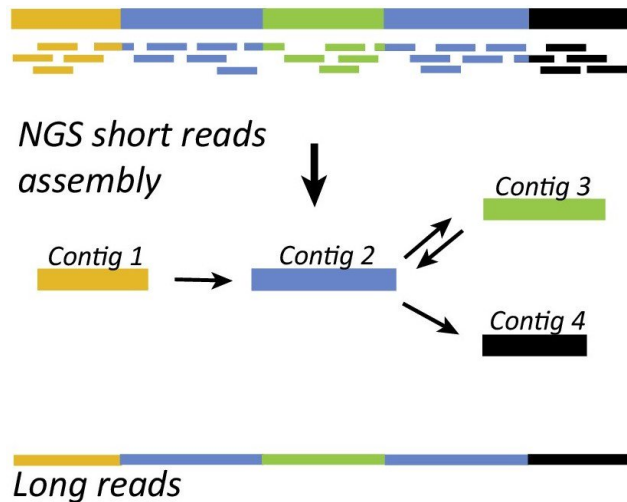 NGS short reads
assembly
Contig 1
Contig 2
Contig 3
Contig 4
Long reads